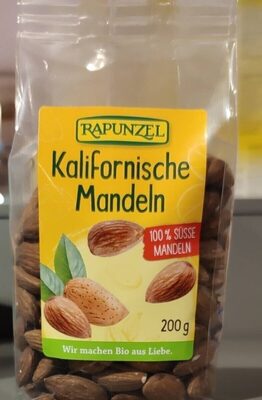 RAPUNZEL
Kalifornische
Mandeln
100% SÜSSE
MANDELN
200 g
Wir machen Bio aus Liebe.